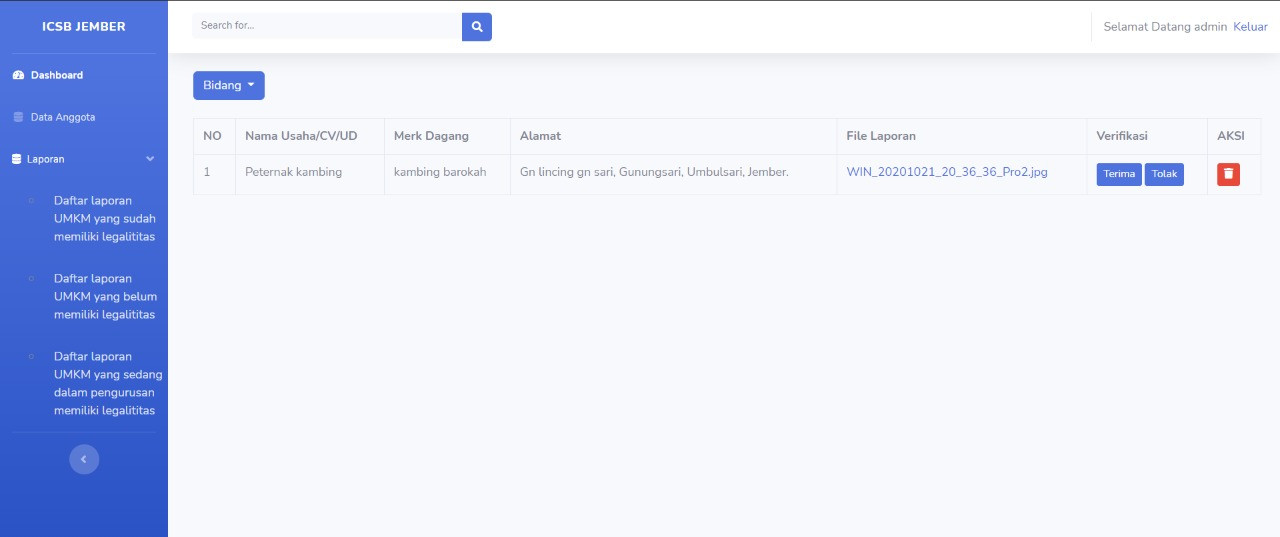 ICSB JEMBER
Search for...
Selamat Datang admin Keluar
Dashboard
Data Anggota
Laporan
Daftar laporan
UMKM yang sudah
memiliki legalititas
Daftar laporan
UMKM yang belum
memiliki legalititas
Daftar laporan
UMKM yang sedang
dalam pengurusan
memiliki legalititas
Bidang
NO Nama Usaha/CV/UD Merk Dagang Alamat File Laporan Verifikasi AKSI
1 Peternak kambing kambing barokah Gn lincing gn sari, Gunungsari, Umbulsari, Jember. WIN_20201021_20_36_36_Pro2.jpg Terima Tolak